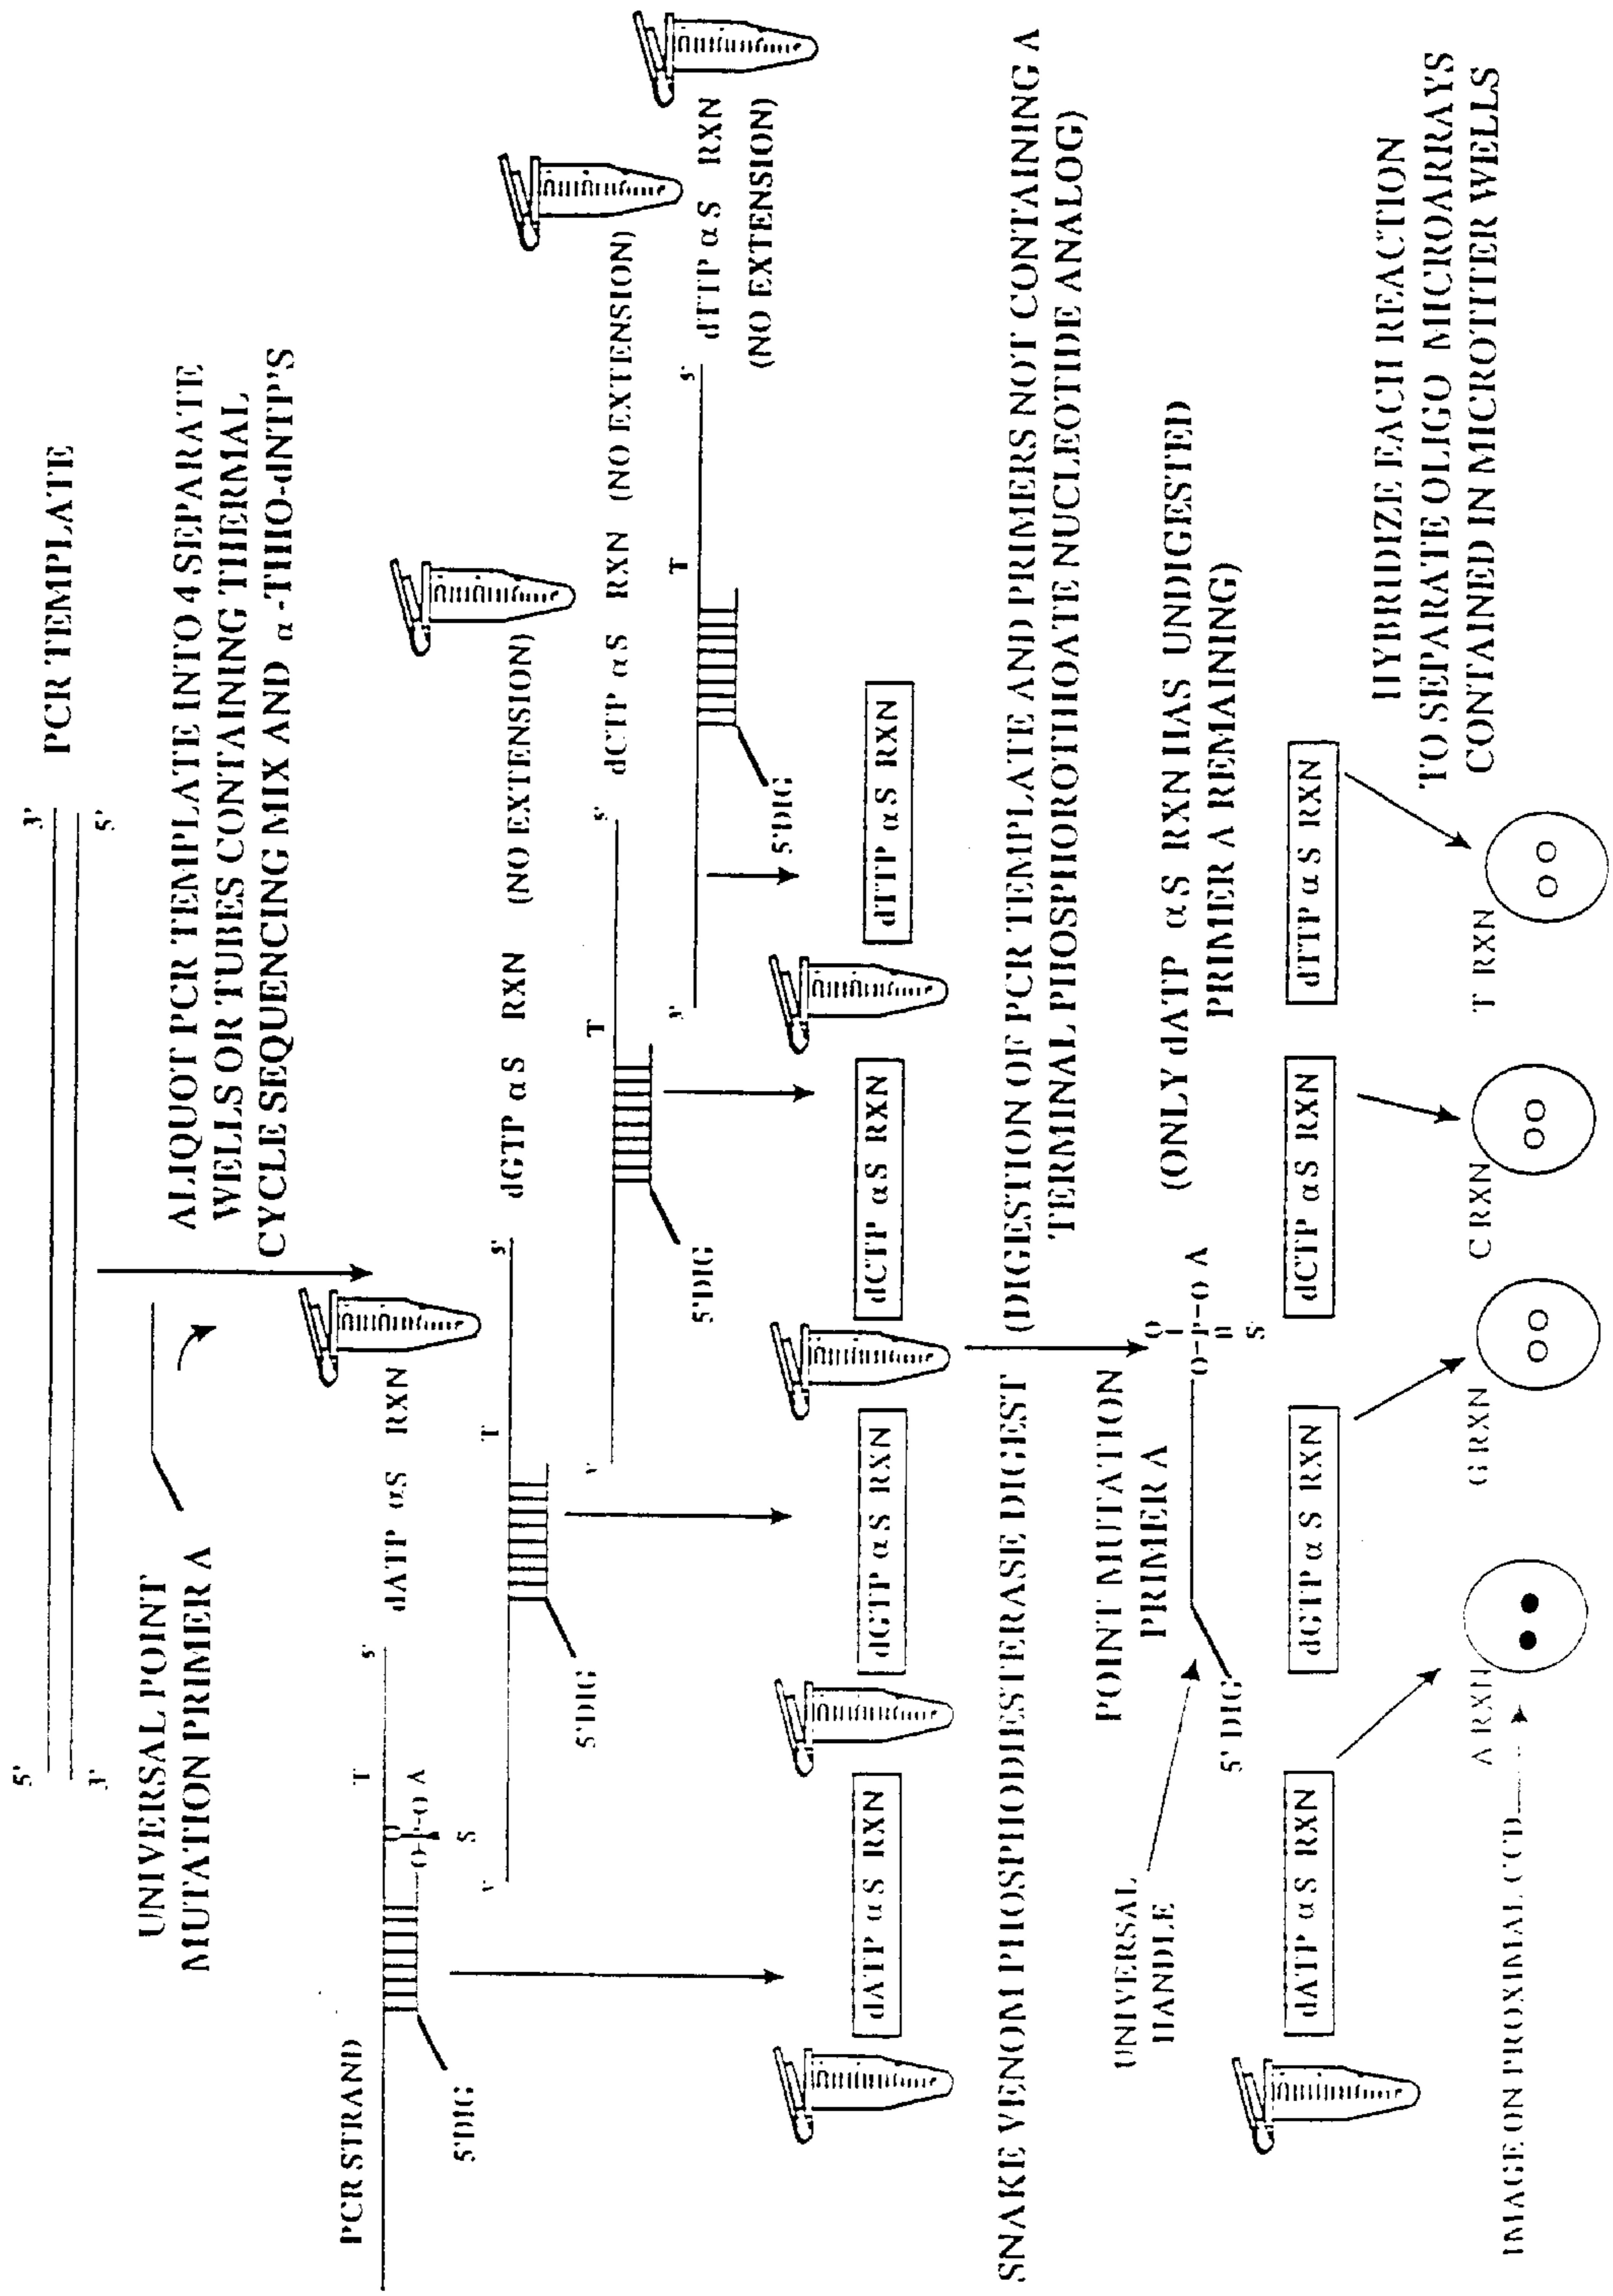 5'
3'
PCR TEMPLATE
3'
5'
UNIVERSAL POINT
MUTATION PRIMER A
ALIQUOT PCR TEMPLATE INTO 4 SEPARATE
WELLS OR TUBES CONTAINING THERMAL
CYCLE SEQUENCING MIX AND α -THIO-dNTP'S
PCR STRAND
T
5'
dATP αS RXN
O-P-O A
S
5'DIG
T
5'
dGTP αS RXN (NO EXTENSION)
5'DIG
T
5'
dCTP αS RXN (NO EXTENSION)
5'DIG
3'
T
5'
dTTP αS RXN
(NO EXTENSION)
5'DIG
dATP αS RXN
dGTP αS RXN
dCTP αS RXN
dTTP αS RXN
SNAKE VENOM PHOSPHODIESTERASE DIGEST (DIGESTION OF PCR TEMPLATE AND PRIMERS NOT CONTAINING A
TERMINAL PHOSPHOROTHIOATE NUCLEOTIDE ANALOG)
POINT MUTATION
PRIMER A
UNIVERSAL
HANDLE
5' DIG
O
O-P-O A
S
(ONLY dATP αS RXN HAS UNDIGESTED
PRIMER A REMAINING)
dATP αS RXN
dGTP αS RXN
dCTP αS RXN
dTTP αS RXN
HYBRIDIZE EACH REACTION
TO SEPARATE OLIGO MICROARRAYS
CONTAINED IN MICROTITER WELLS
A RXN
G RXN
C RXN
T RXN
IMAGE ON PROXIMAL CCD